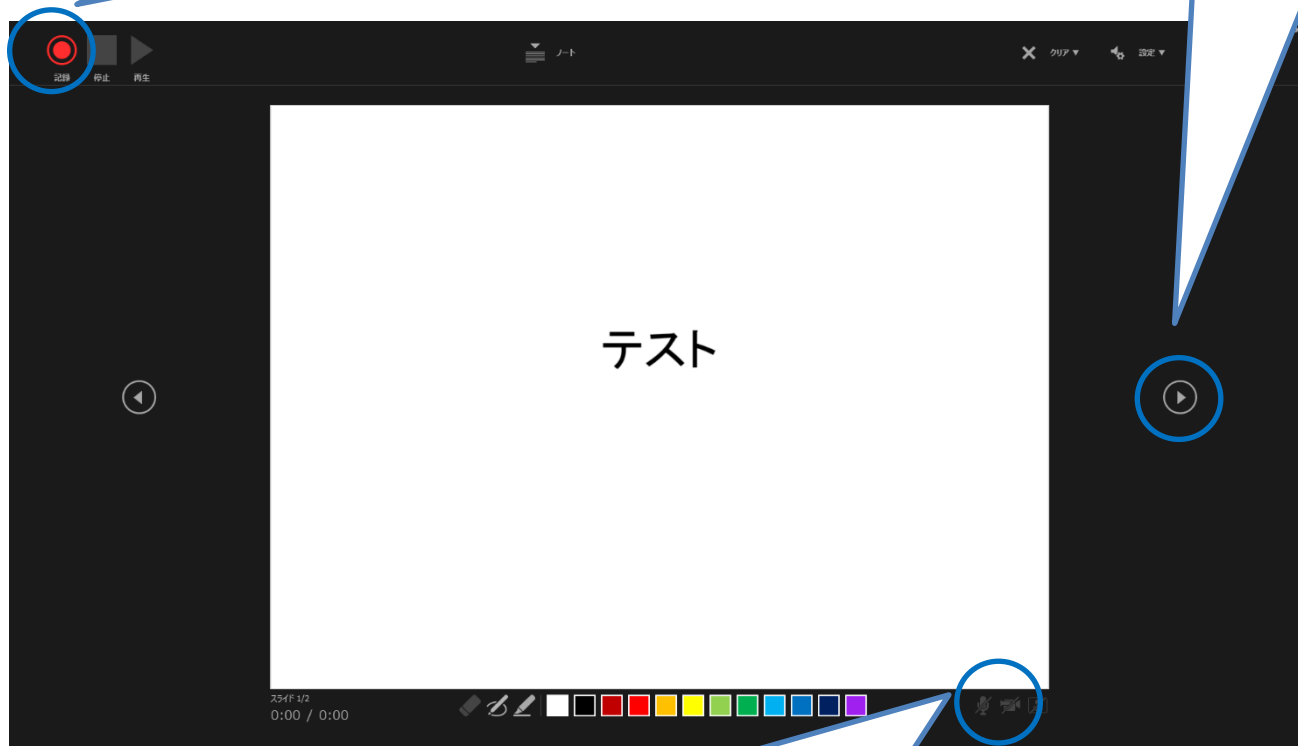 記録 停止 再生
ノート
クリア ▼ 設定 ▼
テスト
スライド 1/2
0:00 / 0:00